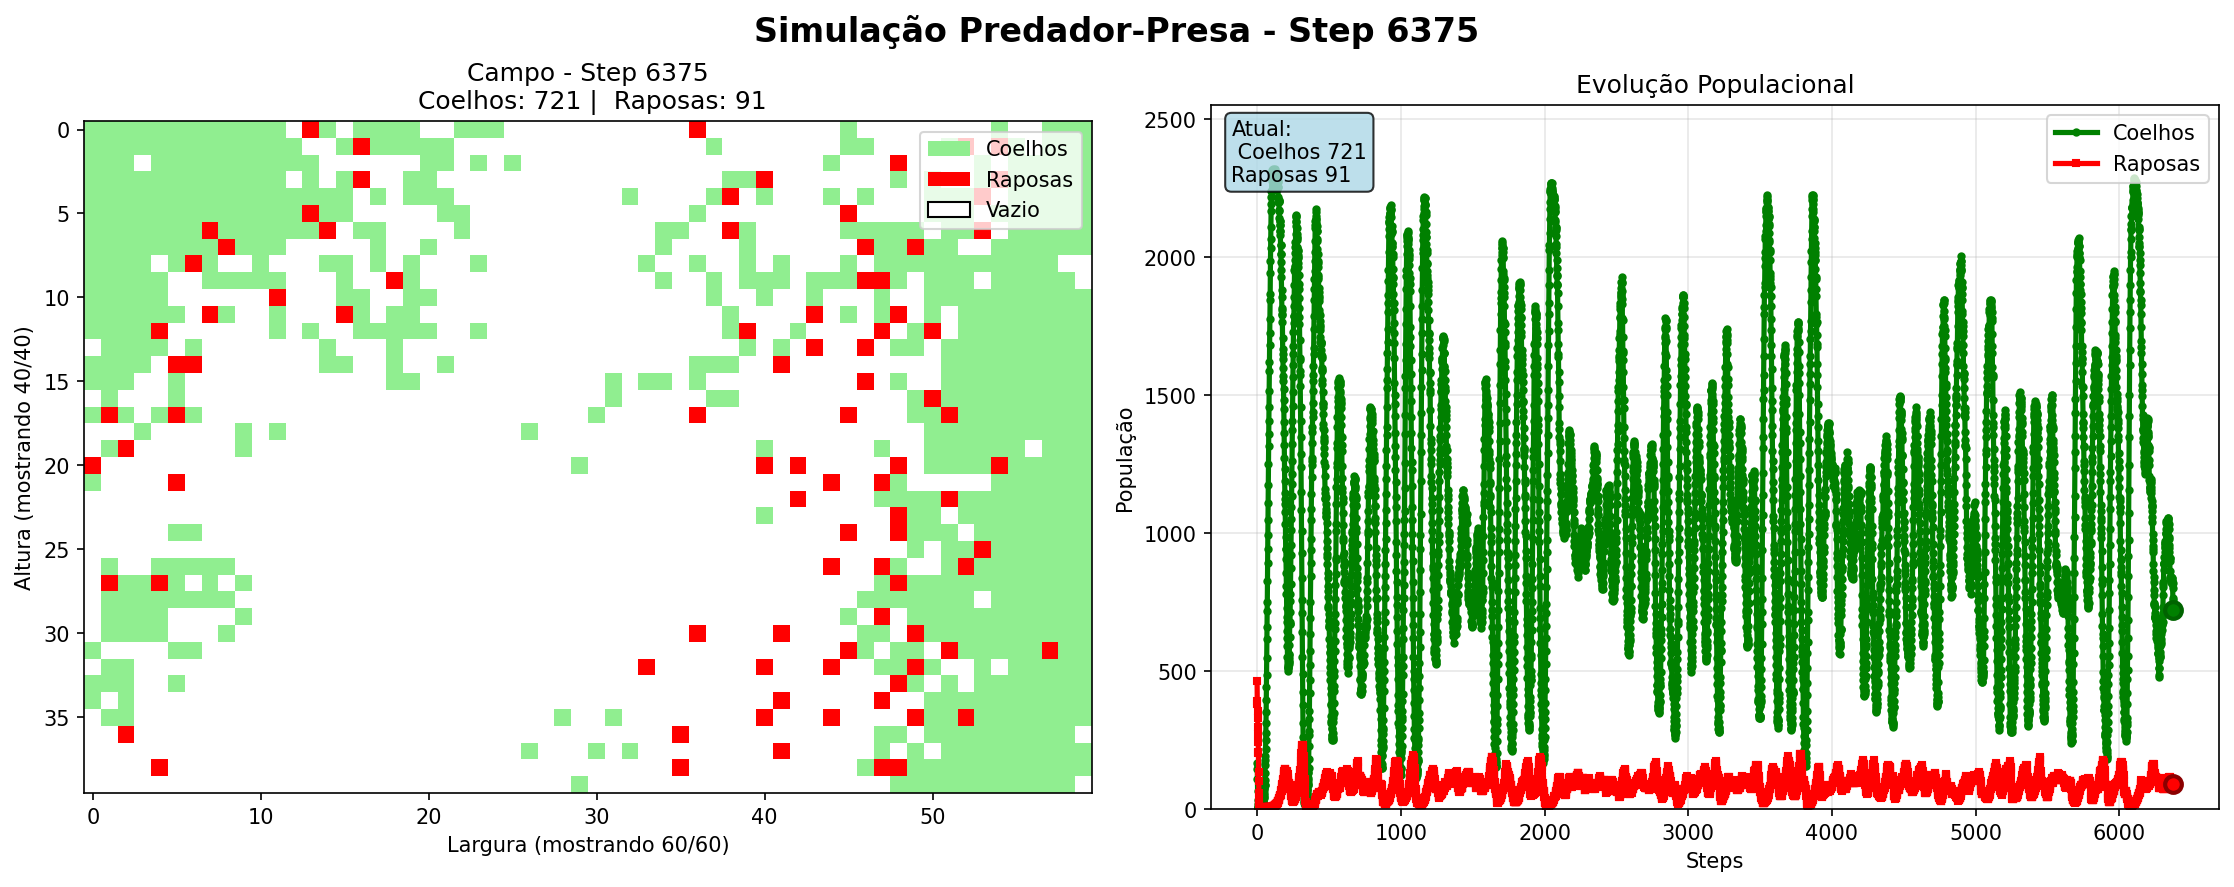 Simulação Predador-Presa - Step 6375
Campo - Step 6375
Coelhos: 721 |  Raposas: 91
Coelhos
Raposas
Vazio
0
5
10
15
20
25
30
35
Altura (mostrando 40/40)
0
10
20
30
40
50
Largura (mostrando 60/60)
Evolução Populacional
Atual:
Coelhos 721
Raposas 91
Coelhos
Raposas
2500
2000
1500
1000
500
0
População
0
1000
2000
3000
4000
5000
6000
Steps